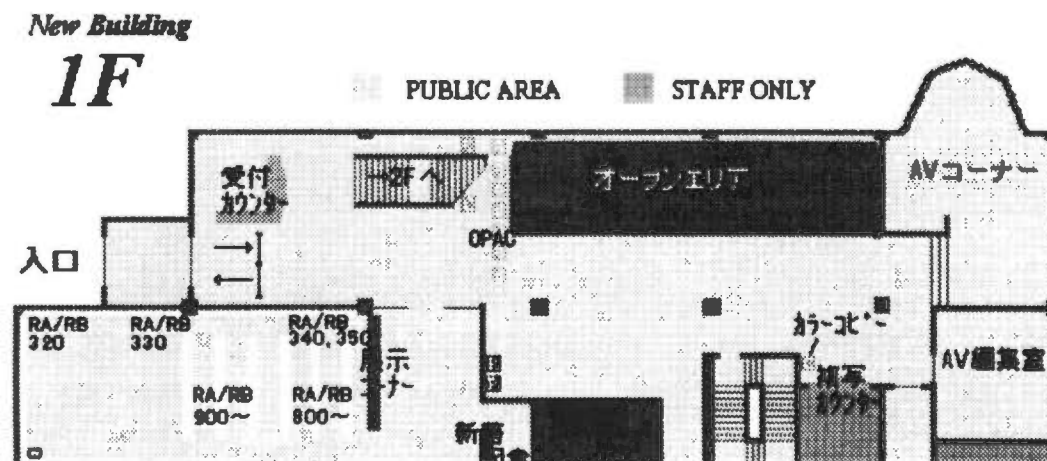 New Building
1F
PUBLIC AREA
STAFF ONLY
受付
カウンター
→2Fへ
オープンエリア
AVコーナー
入口
OPAC
RA/RB
320
RA/RB
330
RA/RB
340, 350
展示
コーナー
カラーコピー
複写
カウンター
AV編集室
RA/RB
900~
RA/RB
800~
新着